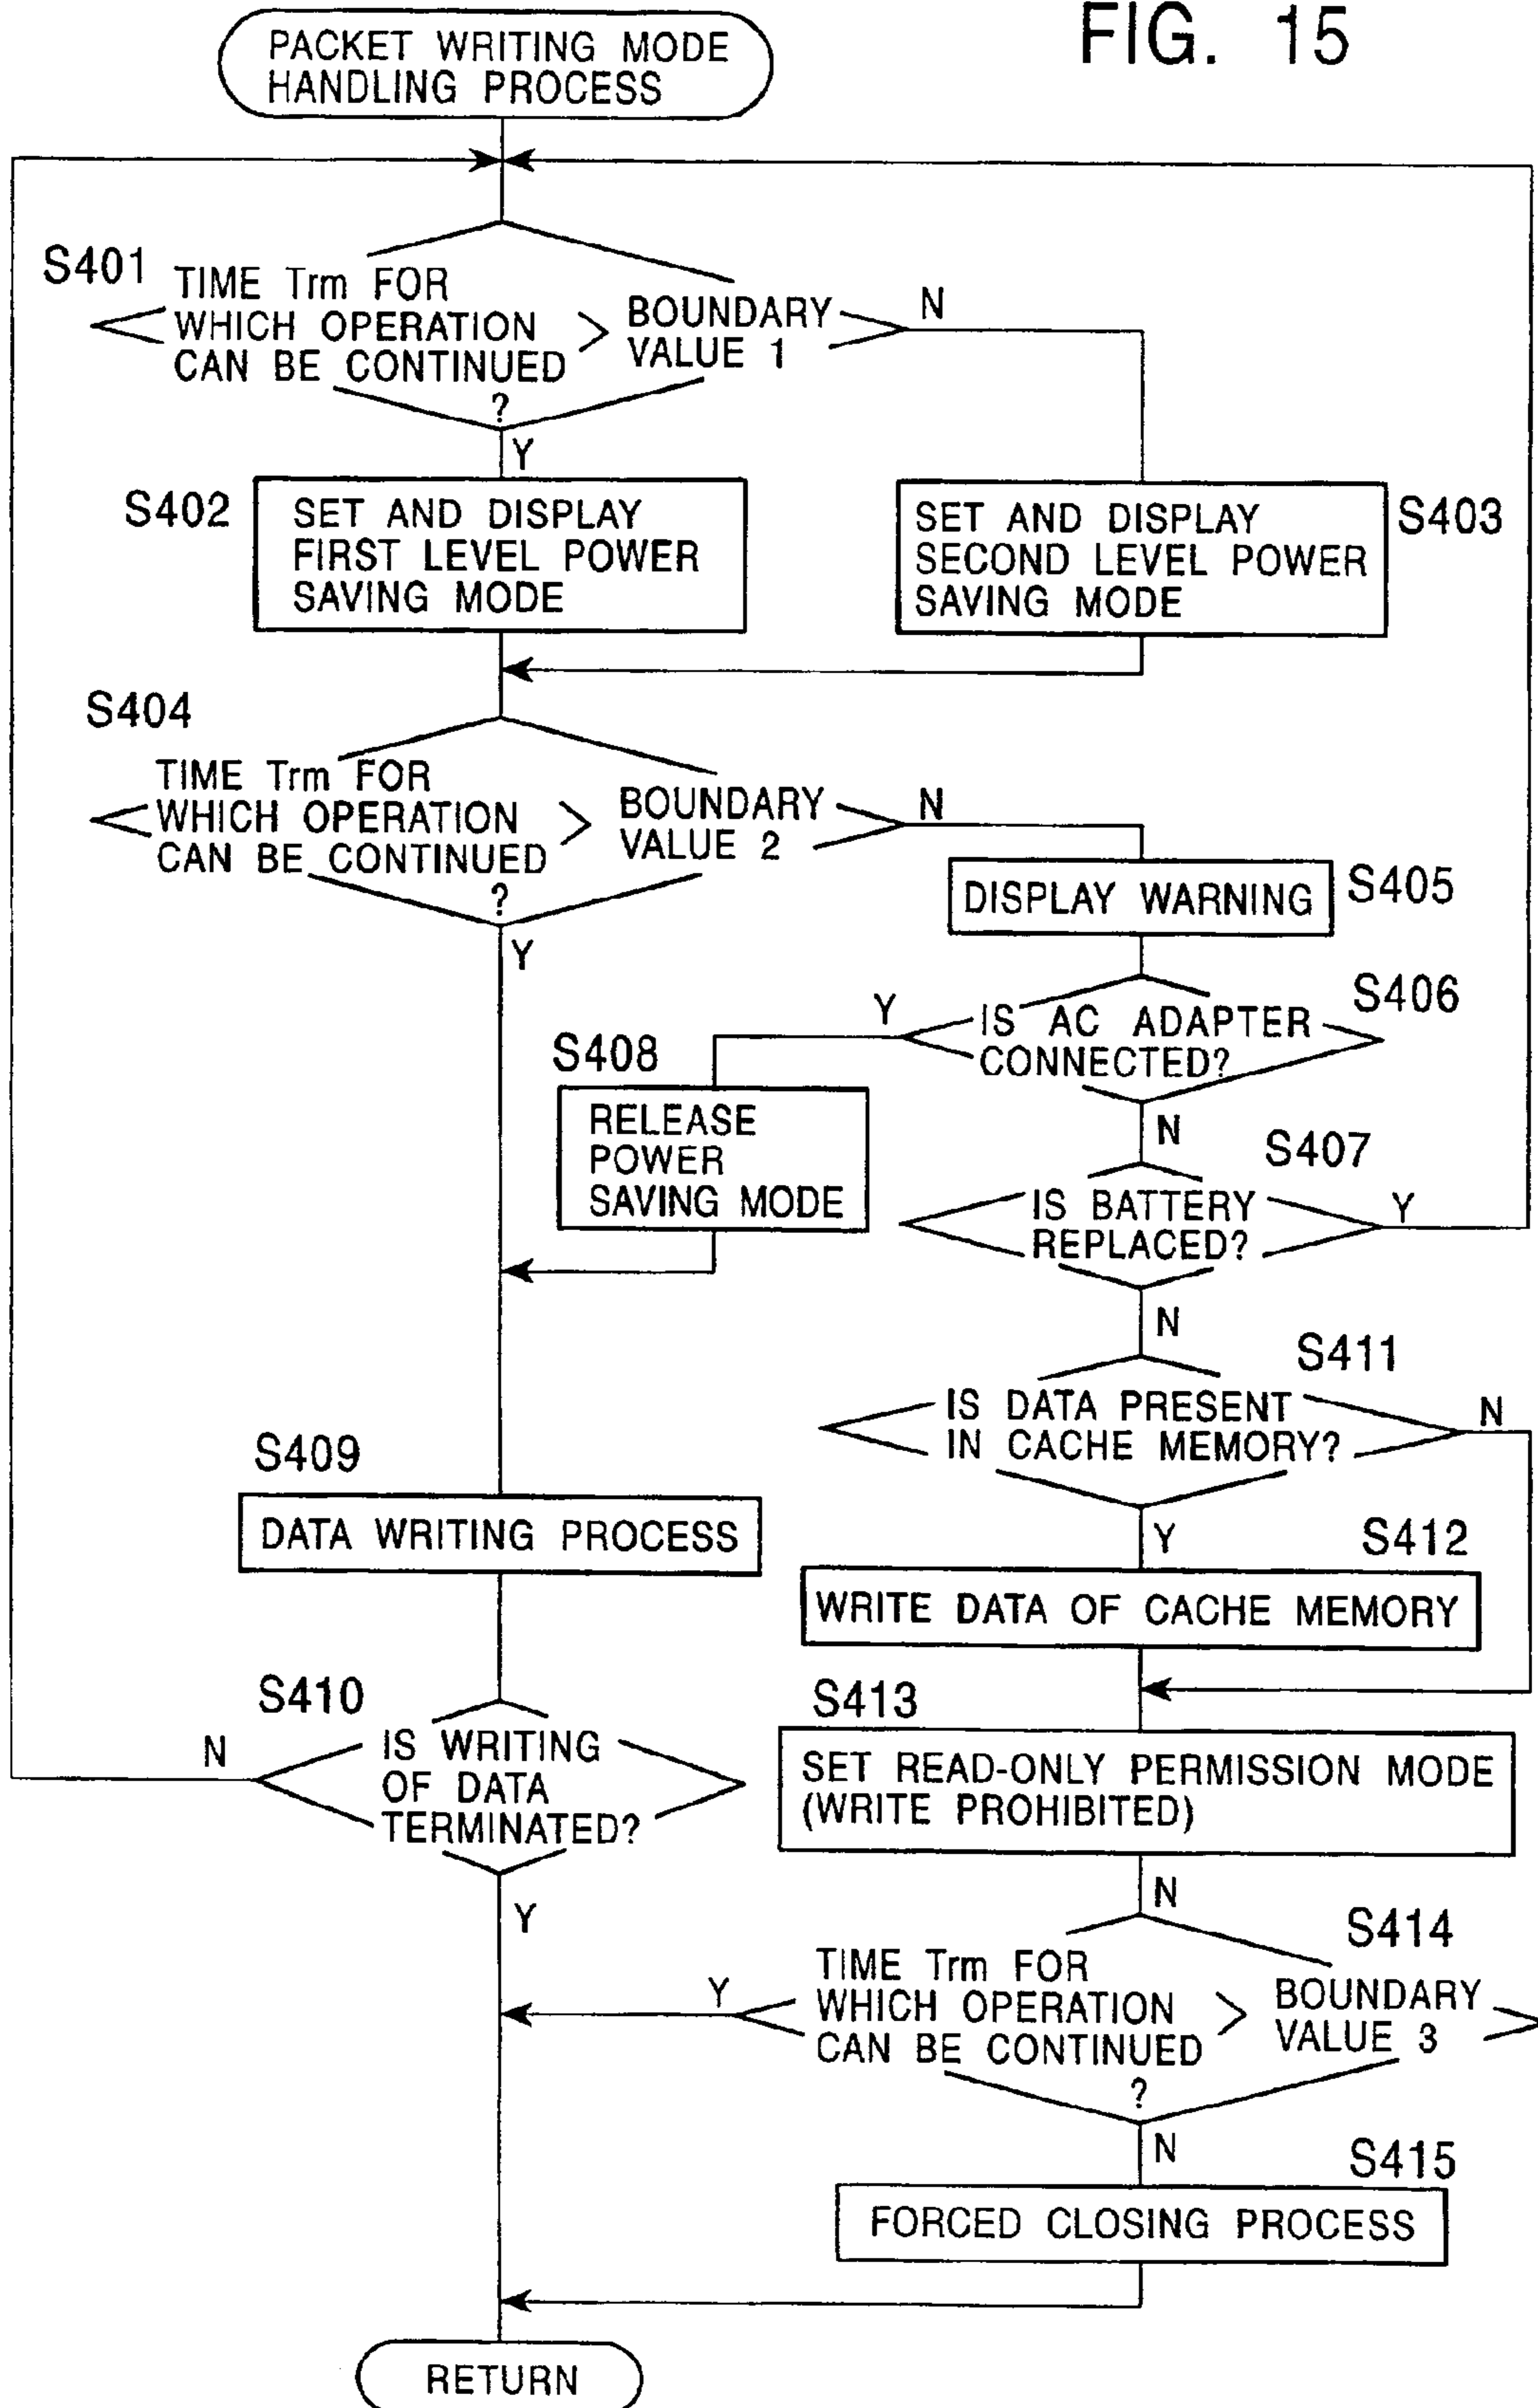 FIG. 15
PACKET WRITING MODE
HANDLING PROCESS
S401
TIME Trm FOR
WHICH OPERATION
CAN BE CONTINUED
>
BOUNDARY
VALUE 1
?
N
Y
S402
SET AND DISPLAY
FIRST LEVEL POWER
SAVING MODE
SET AND DISPLAY
SECOND LEVEL POWER
SAVING MODE
S403
S404
TIME Trm FOR
WHICH OPERATION
CAN BE CONTINUED
>
BOUNDARY
VALUE 2
?
N
Y
DISPLAY WARNING
S405
S406
IS AC ADAPTER
CONNECTED?
Y
N
S408
RELEASE
POWER
SAVING MODE
S407
IS BATTERY
REPLACED?
Y
N
S411
IS DATA PRESENT
IN CACHE MEMORY?
N
Y
S409
DATA WRITING PROCESS
S412
WRITE DATA OF CACHE MEMORY
S410
IS WRITING
OF DATA
TERMINATED?
N
Y
S413
SET READ-ONLY PERMISSION MODE
(WRITE PROHIBITED)
N
S414
TIME Trm FOR
WHICH OPERATION
CAN BE CONTINUED
>
BOUNDARY
VALUE 3
?
Y
N
S415
FORCED CLOSING PROCESS
RETURN